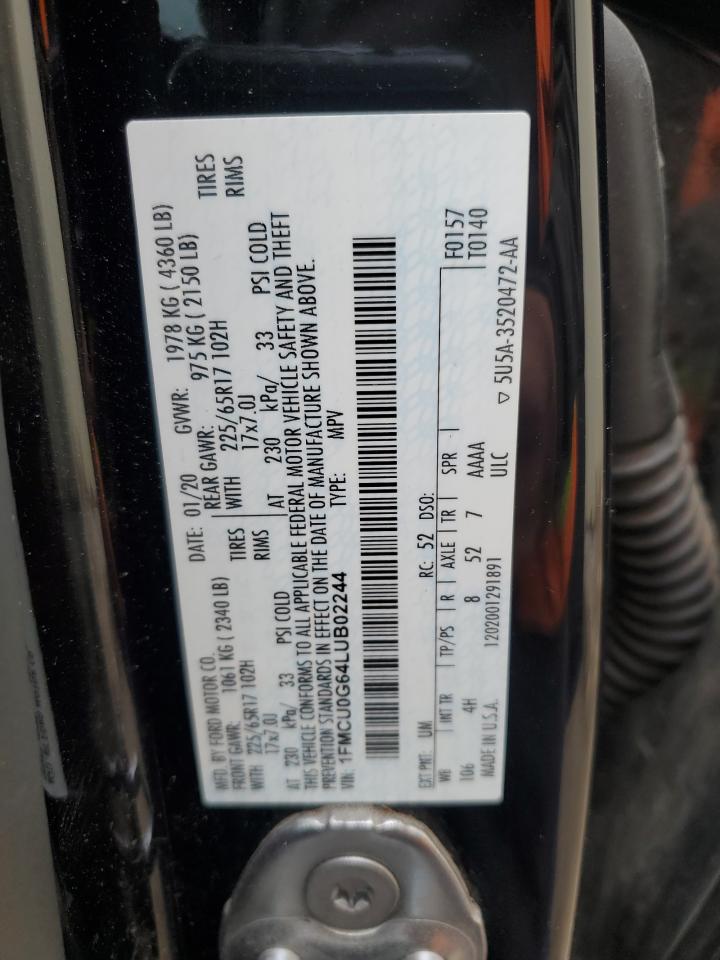 MFD. BY FORD MOTOR CO. DATE: 01/20 GVWR: 1978 KG ( 4360 LB)
FRONT GAWR: 1061 KG ( 2340 LB) REAR GAWR: 975 KG ( 2150 LB)
WITH 225/65R17 102H TIRES WITH 225/65R17 102H TIRES
17x7.0J RIMS 17x7.0J RIMS
AT 230 kPa/ 33 PSI COLD AT 230 kPa/ 33 PSI COLD
THIS VEHICLE CONFORMS TO ALL APPLICABLE FEDERAL MOTOR VEHICLE SAFETY AND THEFT
PREVENTION STANDARDS IN EFFECT ON THE DATE OF MANUFACTURE SHOWN ABOVE.
VIN: 1FMCU0G64LUB02244 TYPE: MPV
EXT PNT: UM RC: 52 DSO: F0157
WB INT TR TP/PS R AXLE TR SPR T0140
106 4H 8 52 7 AAAA
MADE IN U.S.A. 1202001291891 ULC
▽ 5U5A-3520472-AA